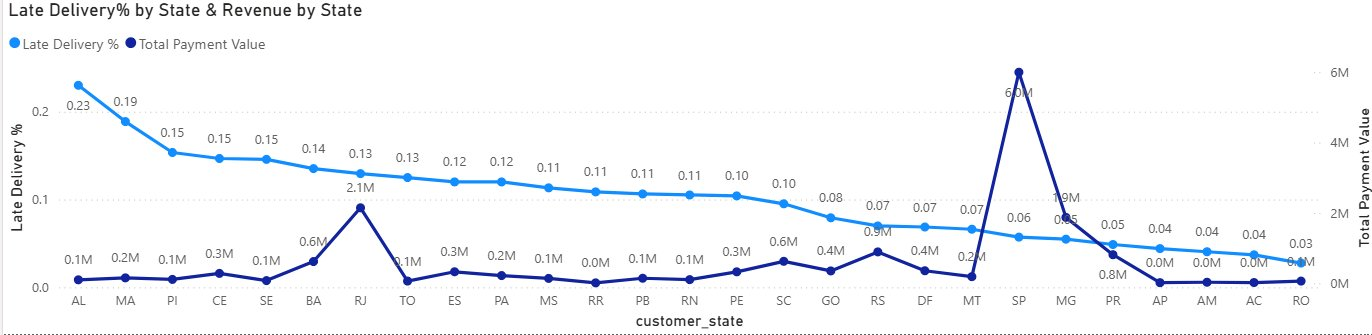 Late Delivery% by State & Revenue by State
Late Delivery % Total Payment Value
Late Delivery %
0.2
0.1
0.0
0.23 0.19 0.15 0.15 0.15 0.14 0.13 0.13 0.12 0.12 0.11 0.11 0.11 0.11 0.10 0.10 0.08 0.07 0.07 0.07 0.06 0.05 0.05 0.04 0.04 0.04 0.03
0.1M 0.2M 0.1M 0.3M 0.1M 0.6M 2.1M 0.1M 0.3M 0.2M 0.1M 0.0M 0.1M 0.1M 0.3M 0.6M 0.4M 0.9M 0.4M 0.2M 6.0M 1.9M 0.8M 0.0M 0.0M 0.0M 0.1M
AL MA PI CE SE BA RJ TO ES PA MS RR PB RN PE SC GO RS DF MT SP MG PR AP AM AC RO
customer_state
6M
4M
2M
0M
Total Payment Value